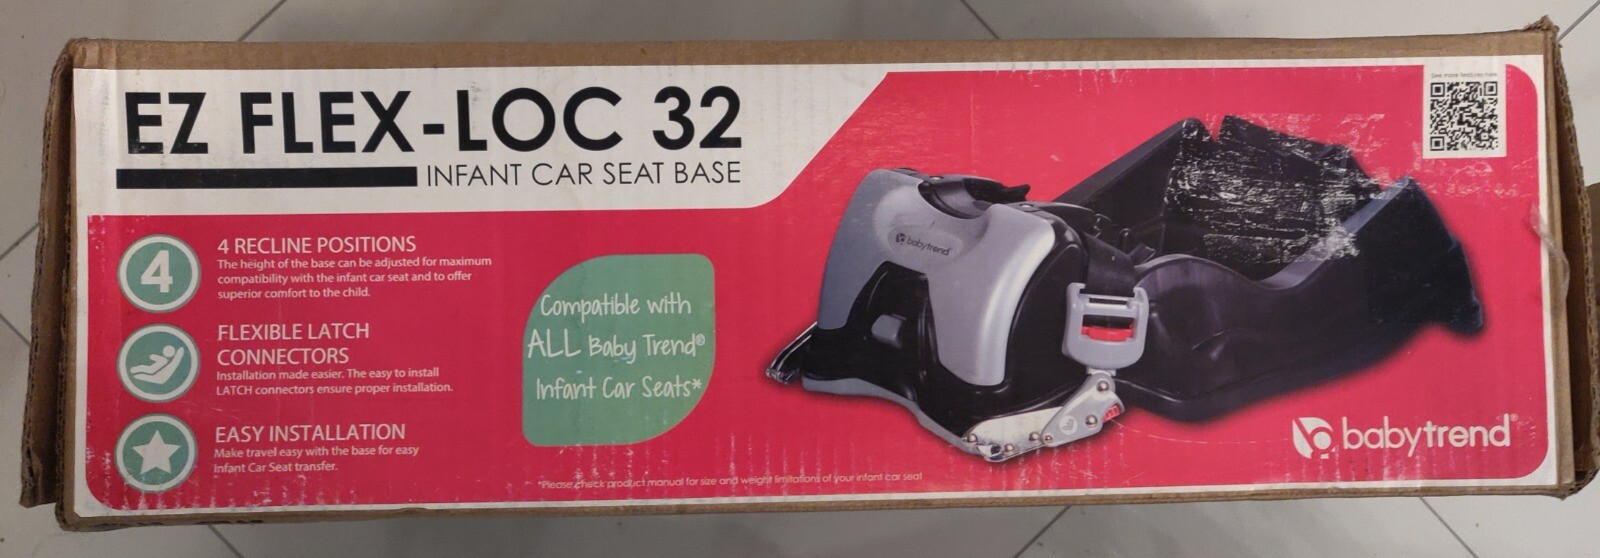 EZ FLEX-LOC 32
INFANT CAR SEAT BASE
See more features here
4
4 RECLINE POSITIONS
The height of the base can be adjusted for maximum
compatibility with the infant car seat and to offer
superior comfort to the child.
FLEXIBLE LATCH
CONNECTORS
Installation made easier. The easy to install
LATCH connectors ensure proper installation.
EASY INSTALLATION
Make travel easy with the base for easy
Infant Car Seat transfer.
Compatible with
ALL Baby Trend®
Infant Car Seats*
babytrend
babytrend®
*Please check product manual for size and weight limitations of your infant car seat